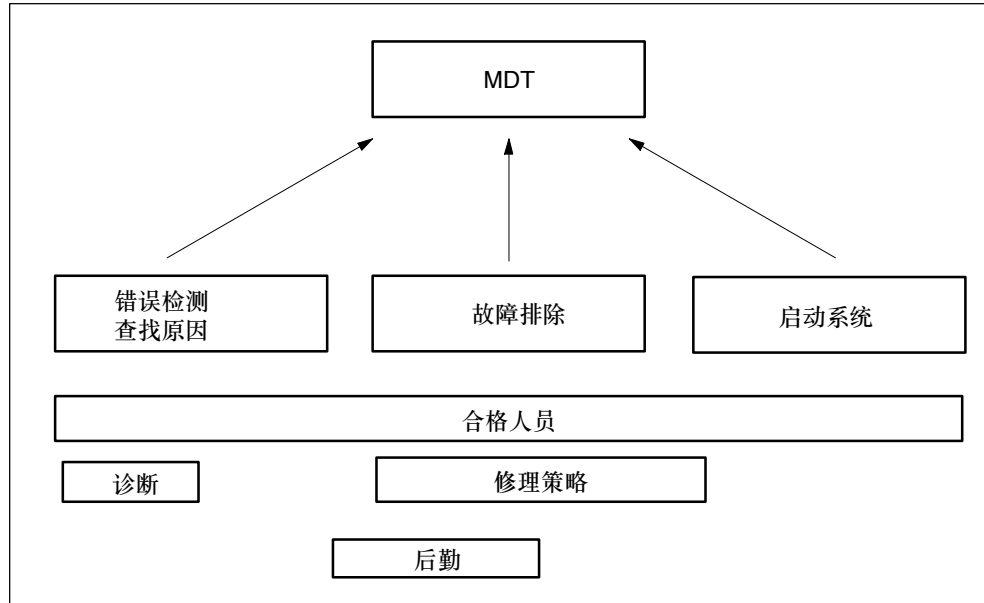 MDT
错误检测
查找原因
故障排除
启动系统
合格人员
诊断
修理策略
后勤